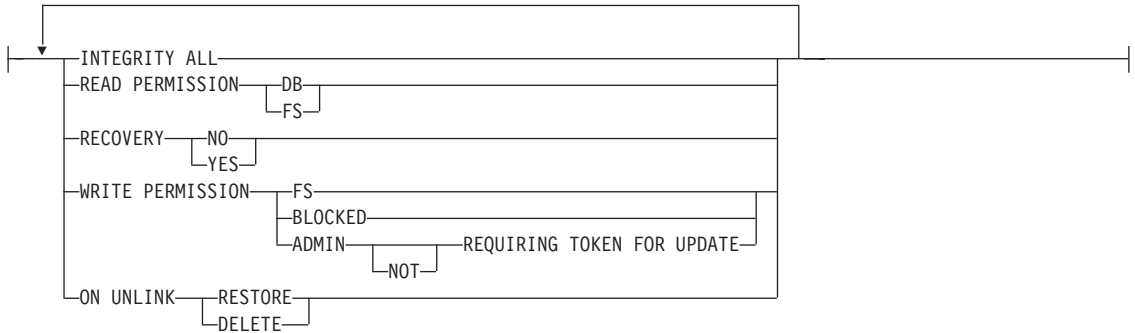 INTEGRITY ALL
READ PERMISSION DB
FS
RECOVERY NO
YES
WRITE PERMISSION FS
BLOCKED
ADMIN REQUIRING TOKEN FOR UPDATE
NOT
ON UNLINK RESTORE
DELETE